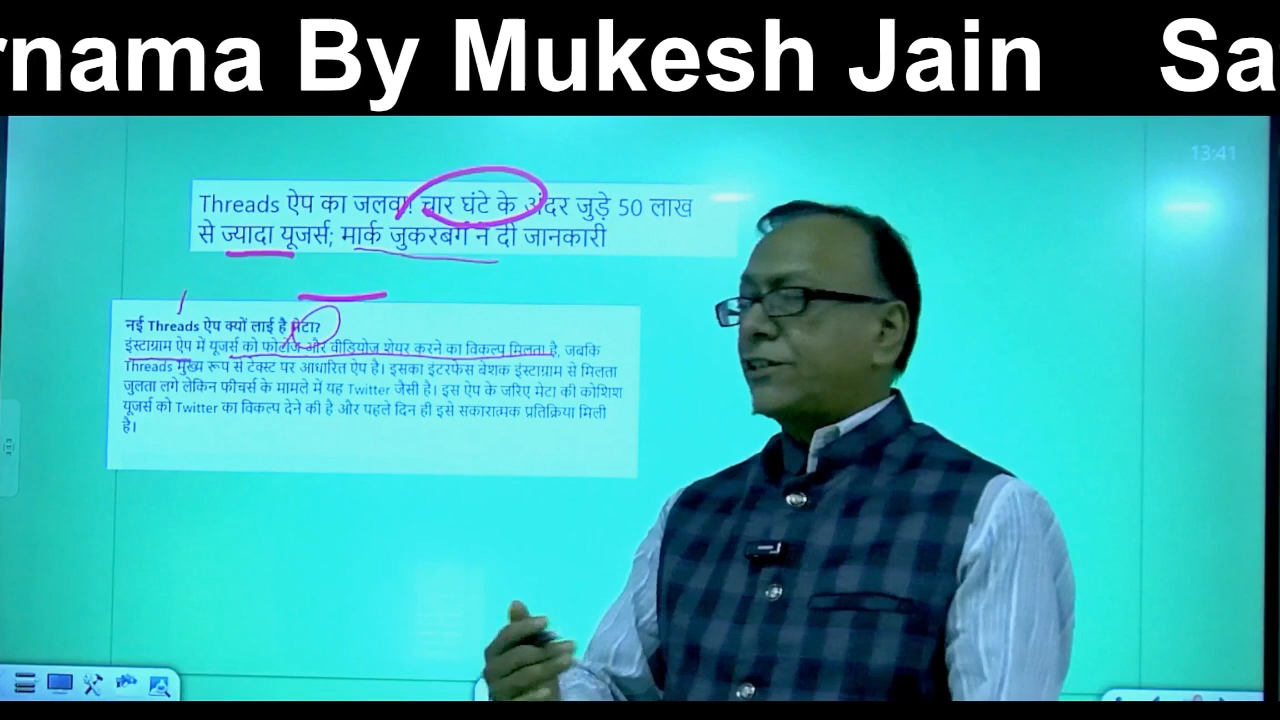 rnama By Mukesh Jain Sa
13:41
Threads ऐप का जलवा! चार घंटे के अंदर जुड़े 50 लाख
से ज्यादा यूजर्स; मार्क जुकरबर्ग ने दी जानकारी
नई Threads ऐप क्यों लाई है मेटा?
इंस्टाग्राम ऐप में यूजर्स को फोटोज और वीडियोज शेयर करने का विकल्प मिलता है, जबकि
Threads मुख्य रूप से टेक्स्ट पर आधारित ऐप है। इसका इंटरफेस बेशक इंस्टाग्राम से मिलता
जुलता लगे लेकिन फीचर्स के मामले में यह Twitter जैसी है। इस ऐप के जरिए मेटा की कोशिश
यूजर्स को Twitter का विकल्प देने की है और पहले दिन ही इसे सकारात्मक प्रतिक्रिया मिली
है।